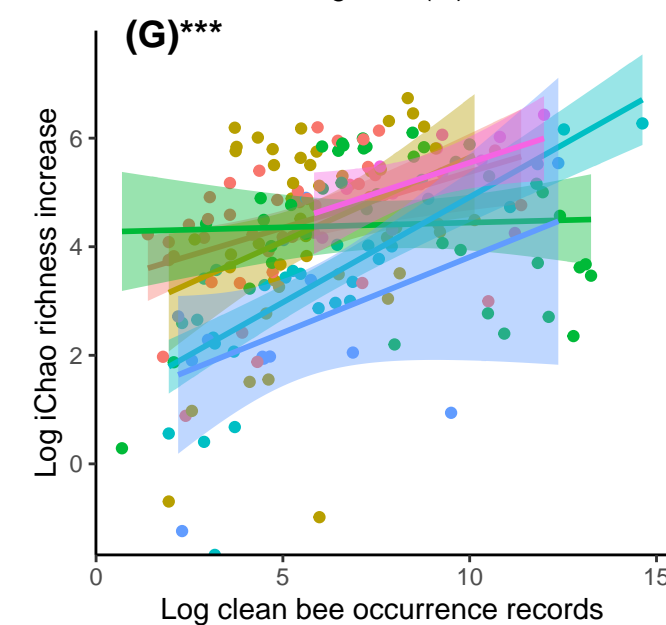 (G)***
Log iChao richness increase
6
4
2
0
0 5 10 15
Log clean bee occurrence records